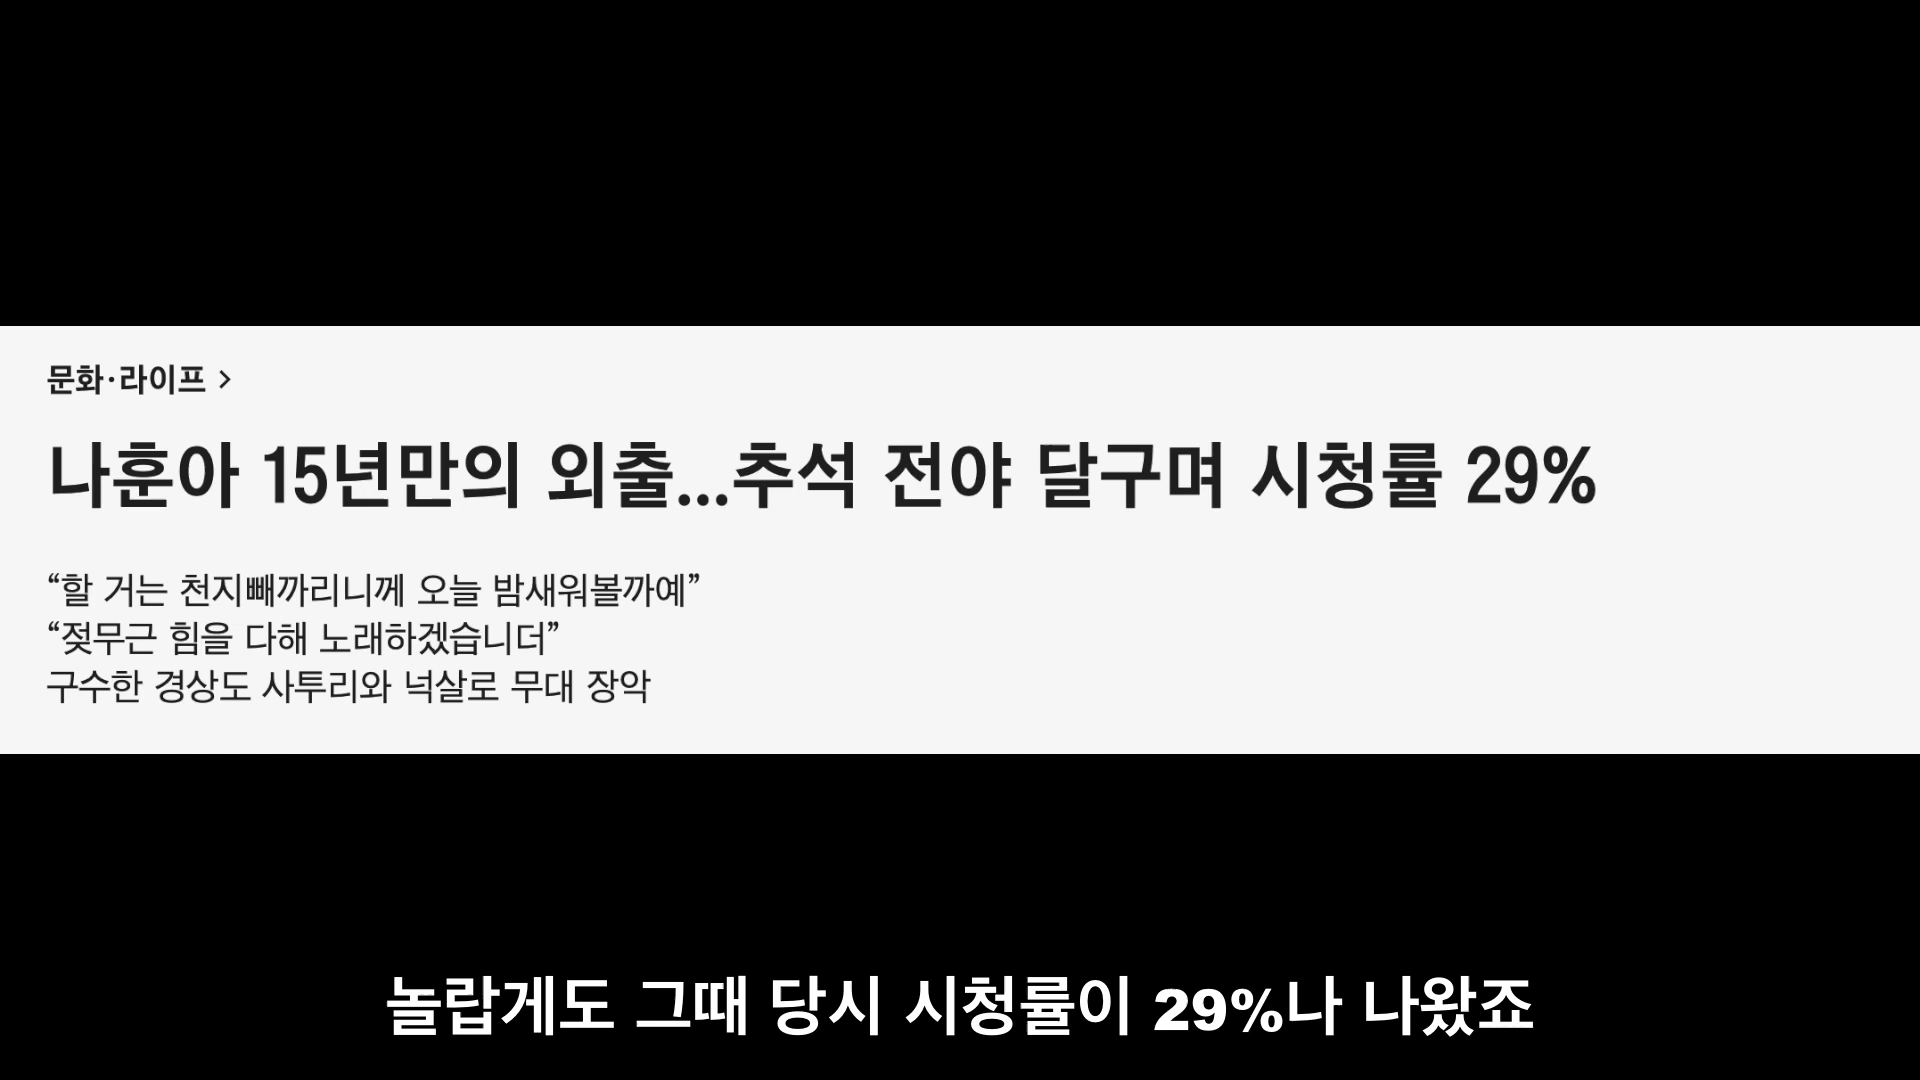 문화·라이프 >
나훈아 15년만의 외출...추석 전야 달구며 시청률 29%
“할 거는 천지빼까리니께 오늘 밤새워볼까예”
“젖무근 힘을 다해 노래하겠습니더”
구수한 경상도 사투리와 넉살로 무대 장악
놀랍게도 그때 당시 시청률이 29%나 나왔죠